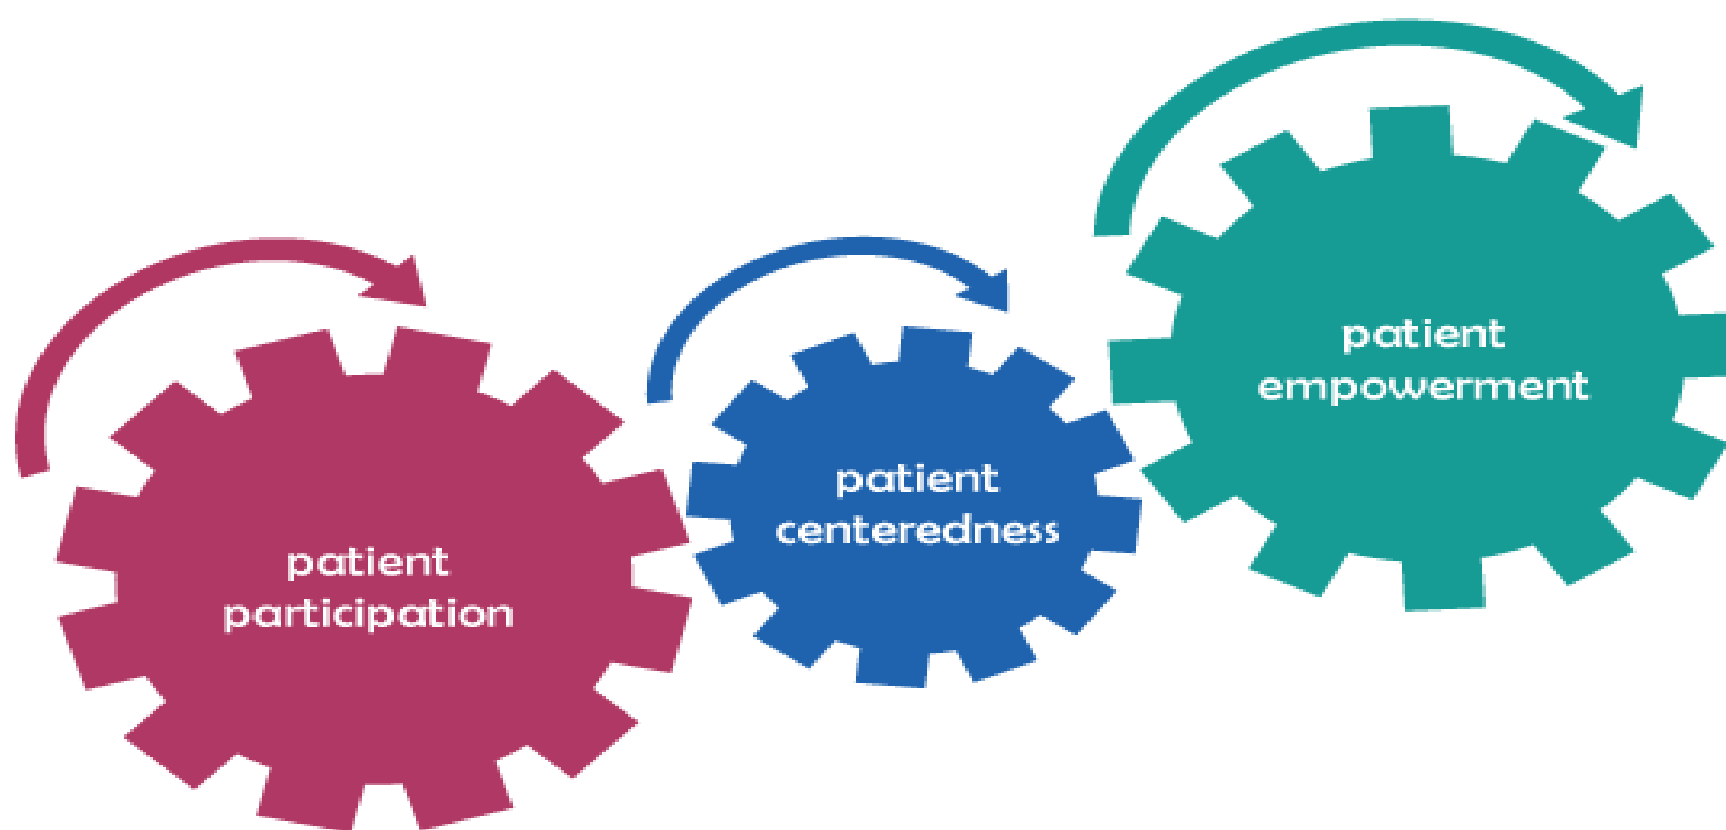 patient
participation
patient
centeredness
patient
empowerment